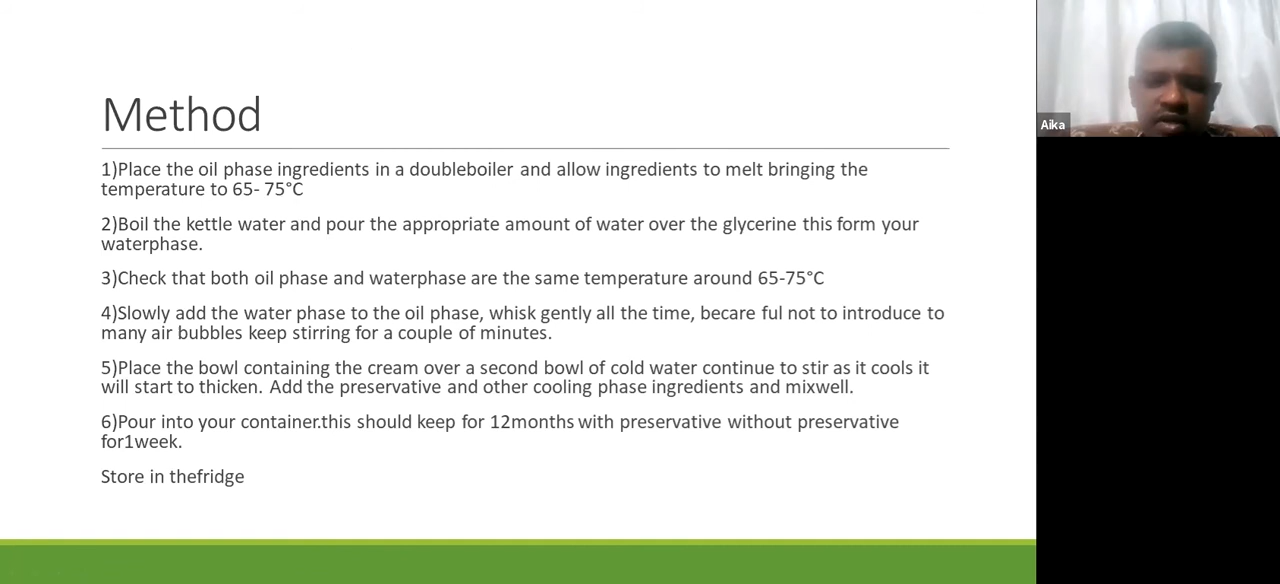 Method
1)Place the oil phase ingredients in a doubleboiler and allow ingredients to melt bringing the
temperature to 65- 75°C
2)Boil the kettle water and pour the appropriate amount of water over the glycerine this form your
waterphase.
3)Check that both oil phase and waterphase are the same temperature around 65-75°C
4)Slowly add the water phase to the oil phase, whisk gently all the time, becare ful not to introduce to
many air bubbles keep stirring for a couple of minutes.
5)Place the bowl containing the cream over a second bowl of cold water continue to stir as it cools it
will start to thicken. Add the preservative and other cooling phase ingredients and mixwell.
6)Pour into your container.this should keep for 12months with preservative without preservative
for1week.
Store in thefridge
Aika